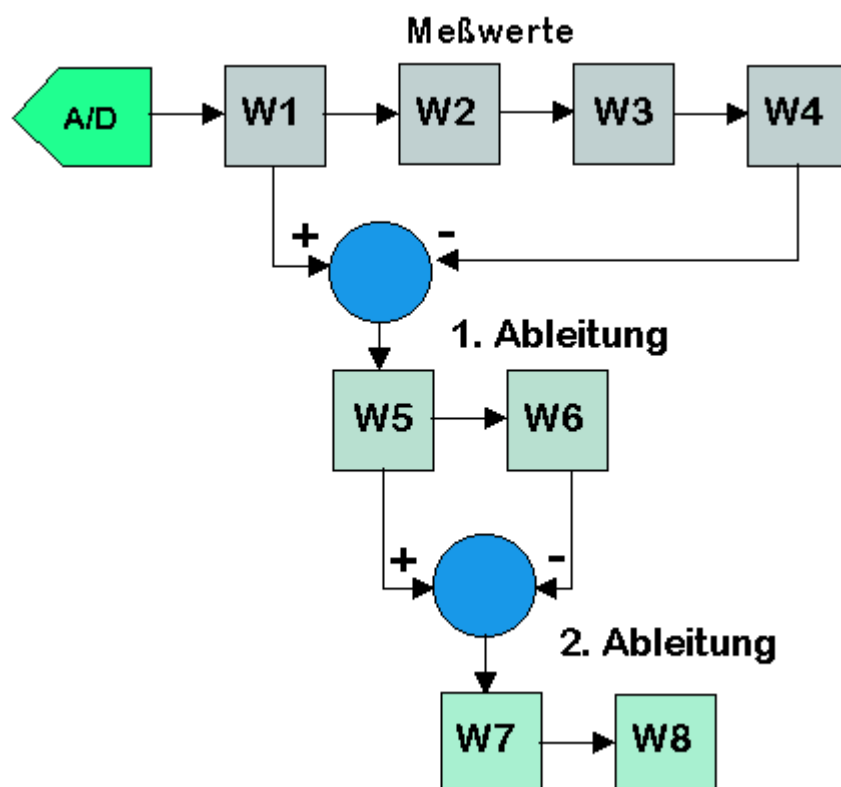 Meßwerte
A/D W1 W2 W3 W4
+ -
1. Ableitung
W5 W6
+ -
2. Ableitung
W7 W8